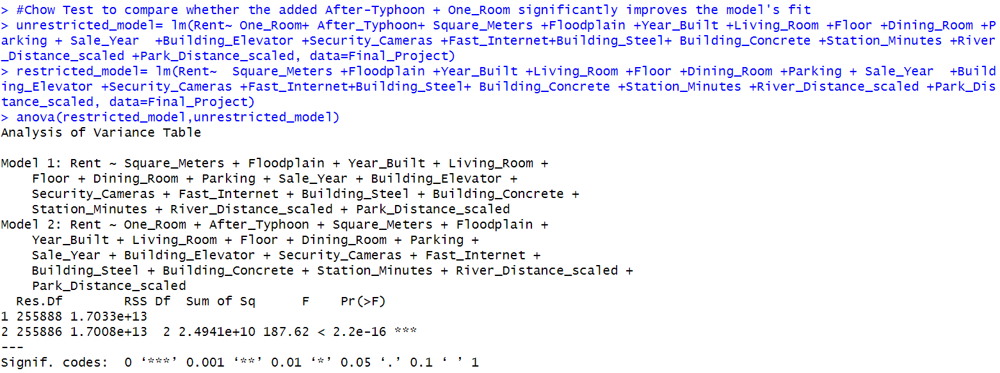 > #Chow Test to compare whether the added After-Typhoon + One_Room significantly improves the model's fit
> unrestricted_model= lm(Rent~ One_Room+ After_Typhoon+ Square_Meters +Floodplain +Year_Built +Living_Room +Floor +Dining_Room +P
arking + Sale_Year  +Building_Elevator +Security_Cameras +Fast_Internet+Building_Steel+ Building_Concrete +Station_Minutes +River
_Distance_scaled +Park_Distance_scaled, data=Final_Project)
> restricted_model= lm(Rent~  Square_Meters +Floodplain +Year_Built +Living_Room +Floor +Dining_Room +Parking + Sale_Year  +Build
ing_Elevator +Security_Cameras +Fast_Internet+Building_Steel+ Building_Concrete +Station_Minutes +River_Distance_scaled +Park_Dis
tance_scaled, data=Final_Project)
> anova(restricted_model,unrestricted_model)
Analysis of Variance Table
Model 1: Rent ~ Square_Meters + Floodplain + Year_Built + Living_Room +
    Floor + Dining_Room + Parking + Sale_Year + Building_Elevator +
    Security_Cameras + Fast_Internet + Building_Steel + Building_Concrete +
    Station_Minutes + River_Distance_scaled + Park_Distance_scaled
Model 2: Rent ~ One_Room + After_Typhoon + Square_Meters + Floodplain +
    Year_Built + Living_Room + Floor + Dining_Room + Parking +
    Sale_Year + Building_Elevator + Security_Cameras + Fast_Internet +
    Building_Steel + Building_Concrete + Station_Minutes + River_Distance_scaled +
    Park_Distance_scaled
  Res.Df        RSS Df  Sum of Sq      F    Pr(>F)
1 255888 1.7033e+13
2 255886 1.7008e+13  2 2.4941e+10 187.62 < 2.2e-16 ***
---
Signif. codes:  0 ‘***’ 0.001 ‘**’ 0.01 ‘*’ 0.05 ‘.’ 0.1 ‘ ’ 1